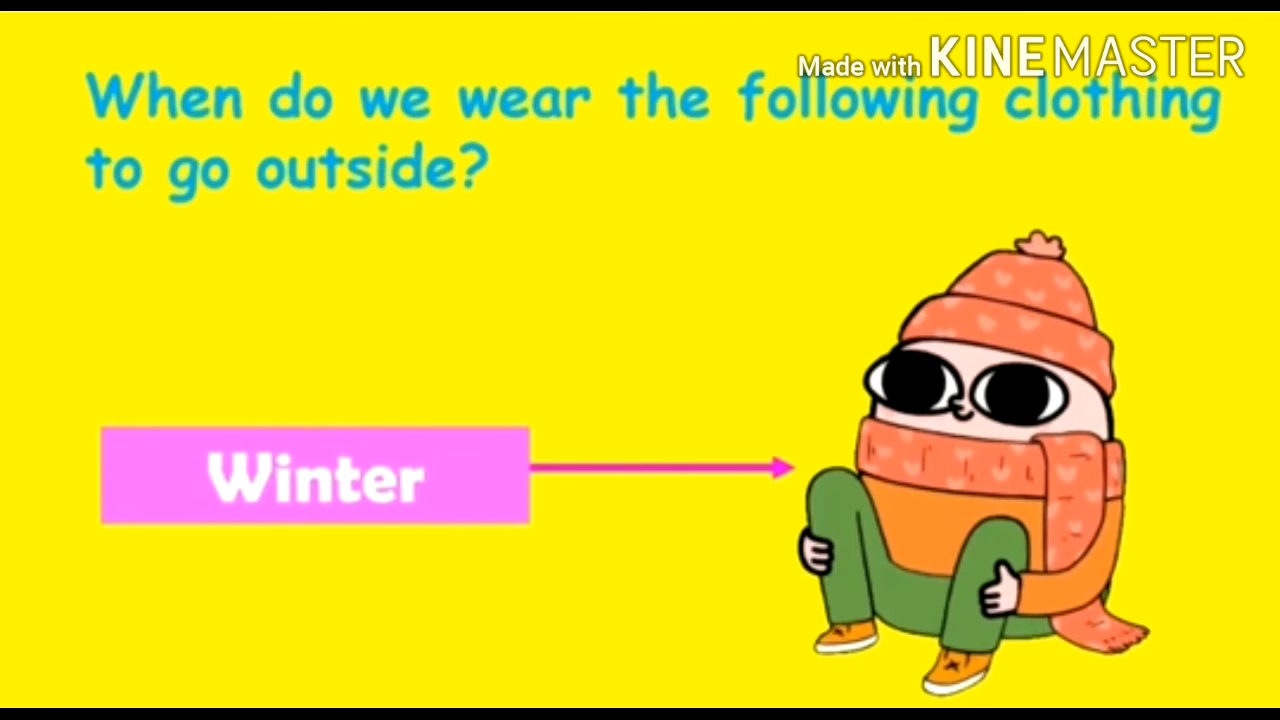 Made with KINEMASTER
When do we wear the following clothing
to go outside?
Winter